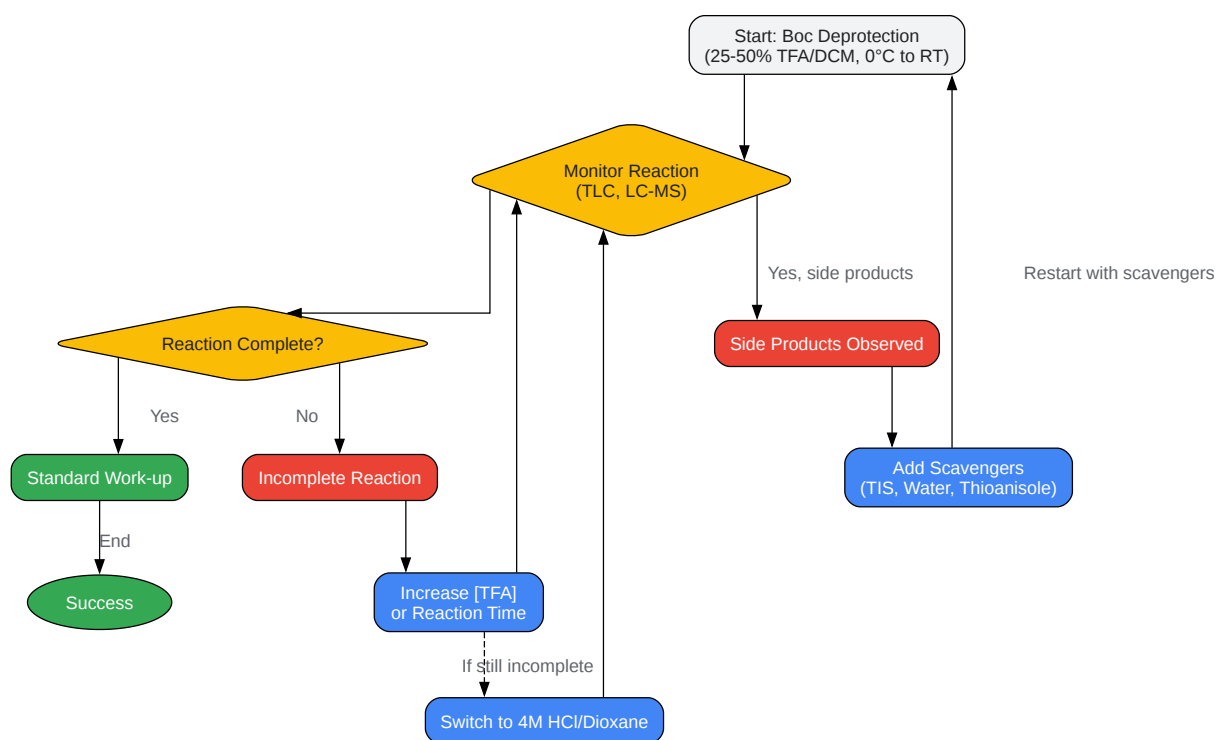 Start: Boc Deprotection
(25-50% TFA/DCM, 0°C to RT)
Monitor Reaction
(TLC, LC-MS)
Yes, side products
Restart with scavengers
Reaction Complete?
Side Products Observed
Yes
No
Standard Work-up
Incomplete Reaction
Add Scavengers
(TIS, Water, Thioanisole)
End
Success
Increase [TFA]
or Reaction Time
If still incomplete
Switch to 4M HCl/Dioxane